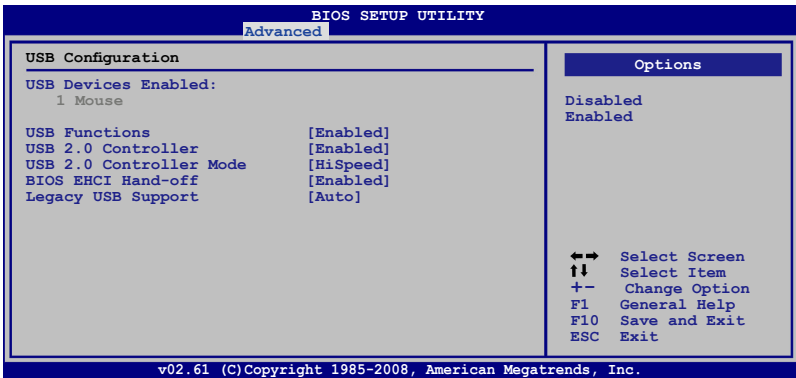 BIOS SETUP UTILITY
Advanced
USB Configuration
USB Devices Enabled:
1 Mouse
USB Functions [Enabled]
USB 2.0 Controller [Enabled]
USB 2.0 Controller Mode [HiSpeed]
BIOS EHCI Hand-off [Enabled]
Legacy USB Support [Auto]
Options
Disabled
Enabled
←→ Select Screen
↑↓ Select Item
+- Change Option
F1 General Help
F10 Save and Exit
ESC Exit
v02.61 (C)Copyright 1985-2008, American Megatrends, Inc.